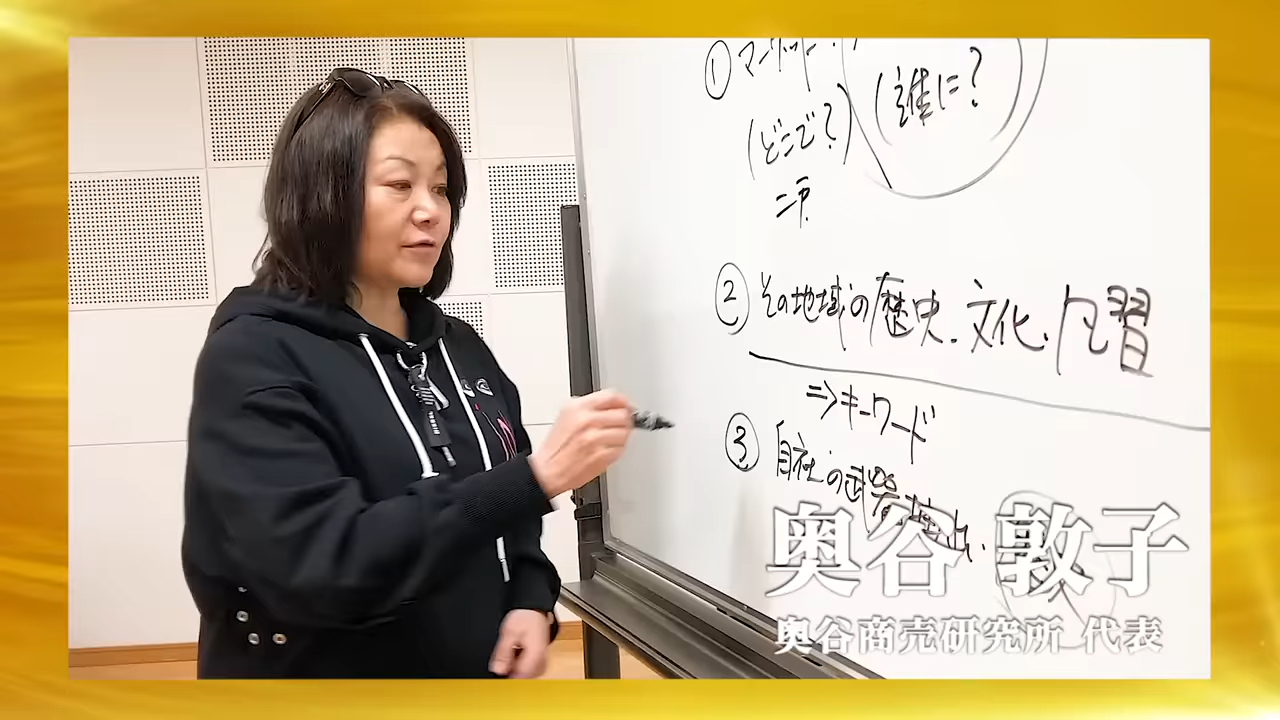 ① マーケット
(誰に?)
(どこで?)
二戸
② その地域の歴史.文化.風習
⇒キーワード
③ 自社の武器
奥谷 敦子
奥谷商売研究所 代表